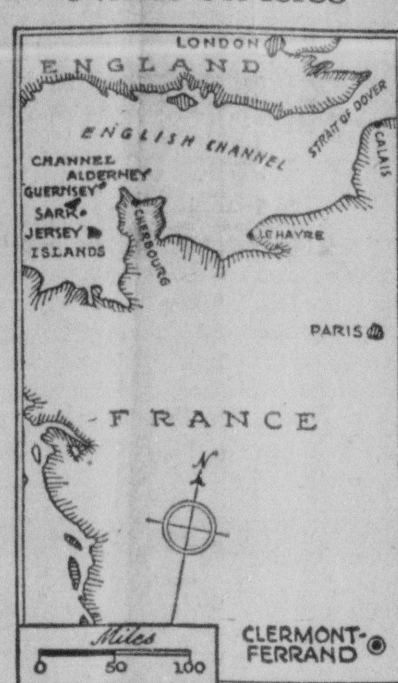 LONDON
ENGLAND
ENGLISH CHANNEL
STRAIT OF DOVER
CALAIS
CHANNEL
ALDERNEY
GUERNSEY
SARK
JERSEY
ISLANDS
CHERBOURG
LE HAVRE
PARIS
FRANCE
N
Miles
0 50 100
CLERMONT-
FERRAND